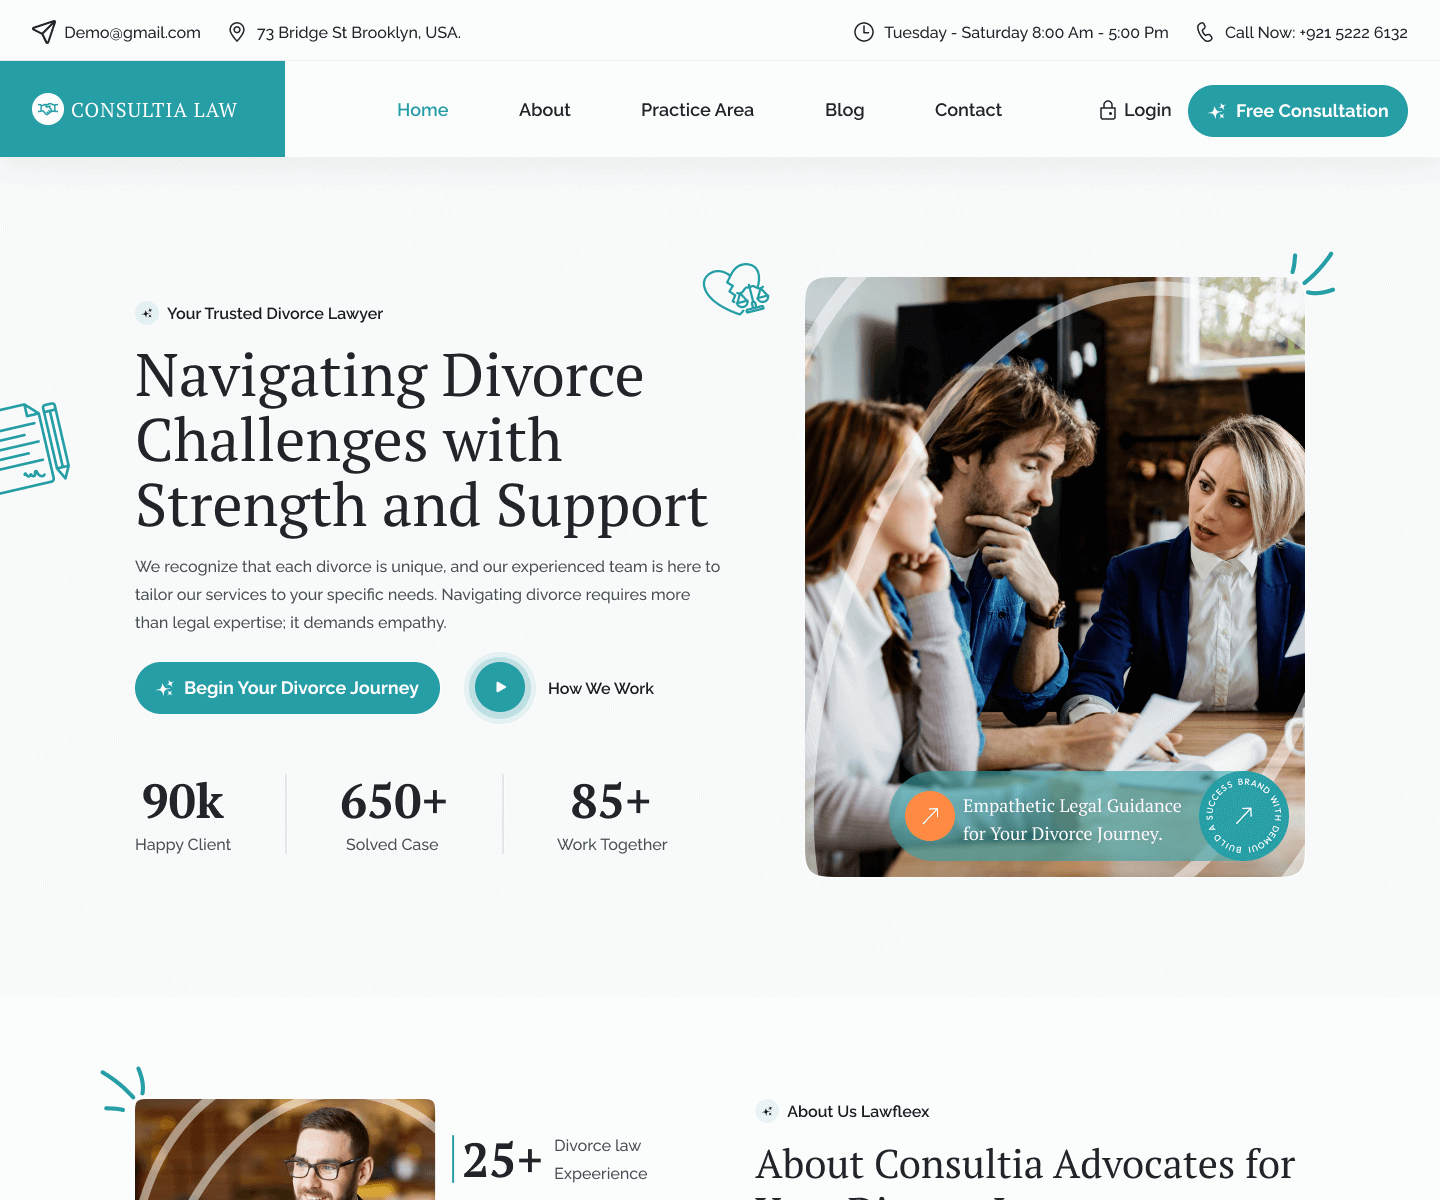 Demo@gmail.com
73 Bridge St Brooklyn, USA.
Tuesday - Saturday 8:00 Am - 5:00 Pm
Call Now: +921 5222 6132
CONSULTIA LAW
Home
About
Practice Area
Blog
Contact
Login
Free Consultation
Your Trusted Divorce Lawyer
Navigating Divorce
Challenges with
Strength and Support
We recognize that each divorce is unique, and our experienced team is here to
tailor our services to your specific needs. Navigating divorce requires more
than legal expertise; it demands empathy.
Begin Your Divorce Journey
How We Work
90k
Happy Client
650+
Solved Case
85+
Work Together
Empathetic Legal Guidance
for Your Divorce Journey.
BUILD A SUCCESS BRAND WITH DEMOUI
25+
Divorce law
Expeerience
About Us Lawfleex
About Consultia Advocates for